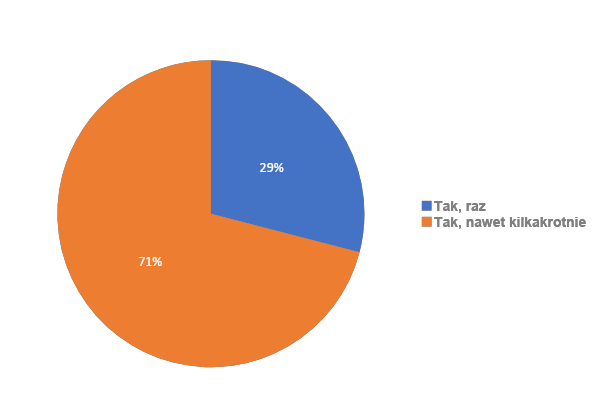 29%
71%
Tak, raz
Tak, nawet kilkakrotnie